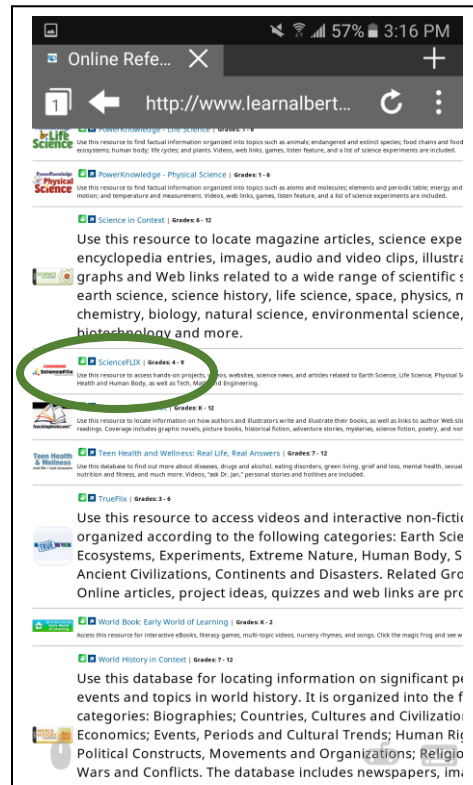 57% 3:16 PM
Online Refe...
1 http://www.learnalbert...
Life Science
PowerKnowledge - Life Science | Grades: 1 - 6
Use this resource to find factual information organized into topics such as animals; endangered and extinct species; food chains and food
ecosystems; human body; life cycles; and plants. Videos, web links, games, listen feature, and a list of science experiments are included.
Physical Science
PowerKnowledge - Physical Science | Grades: 1 - 6
Use this resource to find factual information organized into topics such as atoms and molecules; elements and periodic table; energy and
motion; and temperature and measurement. Videos, web links, games, listen feature, and a list of science experiments are included.
Science in Context | Grades: 6 - 12
Use this resource to locate magazine articles, science expe
encyclopedia entries, images, audio and video clips, illustra
graphs and Web links related to a wide range of scientific s
earth science, science history, life science, space, physics, m
chemistry, biology, natural science, environmental science,
biotechnology and more.
ScienceFlix
ScienceFLIX | Grades: 4 - 9
Use this resource to access hands-on projects, videos, websites, science news, and articles related to Earth Science, Life Science, Physical S
Health and Human Body, as well as Tech, Math and Engineering.
TeachingBooks.net
Grades: K - 12
Use this resource to locate information on how authors and illustrators write and illustrate their books, as well as links to author Web site
readings. Coverage includes graphic novels, picture books, historical fiction, adventure stories, mysteries, science fiction, poetry, and non
Teen Health & Wellness
Teen Health and Wellness: Real Life, Real Answers | Grades: 7 - 12
Use this database to find out more about diseases, drugs and alcohol, eating disorders, green living, grief and loss, mental health, sexual
nutrition and fitness, and much more. Videos, "ask Dr. Jan," personal stories and hotlines are included.
TrueFlix | Grades: 3 - 6
Use this resource to access videos and interactive non-fictio
organized according to the following categories: Earth Scie
Ecosystems, Experiments, Extreme Nature, Human Body, S
Ancient Civilizations, Continents and Disasters. Related Gro
Online articles, project ideas, quizzes and web links are pro
World Book: Early World of Learning | Grades: K - 2
Access this resource for interactive eBooks, literacy games, multi-topic videos, nursery rhymes, and songs. Click the magic frog and see w
World History in Context | Grades: 7 - 12
Use this database for locating information on significant pe
events and topics in world history. It is organized into the f
categories: Biographies; Countries, Cultures and Civilization
Economics; Events, Periods and Cultural Trends; Human Rig
Political Constructs, Movements and Organizations; Religio
Wars and Conflicts. The database includes newspapers, ima